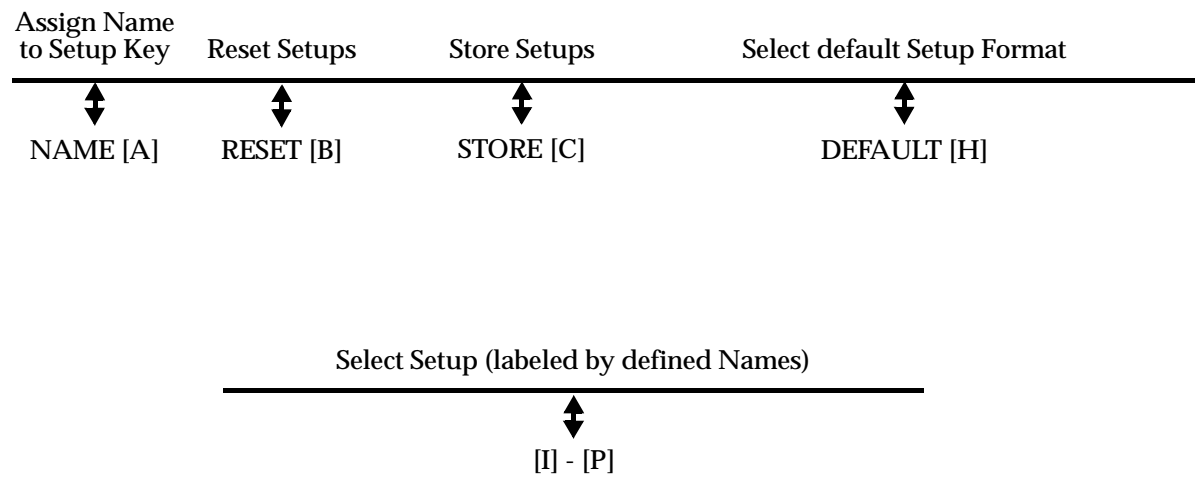 Assign Name
to Setup Key
Reset Setups
Store Setups
Select default Setup Format
NAME [A]
RESET [B]
STORE [C]
DEFAULT [H]
Select Setup (labeled by defined Names)
[I] - [P]